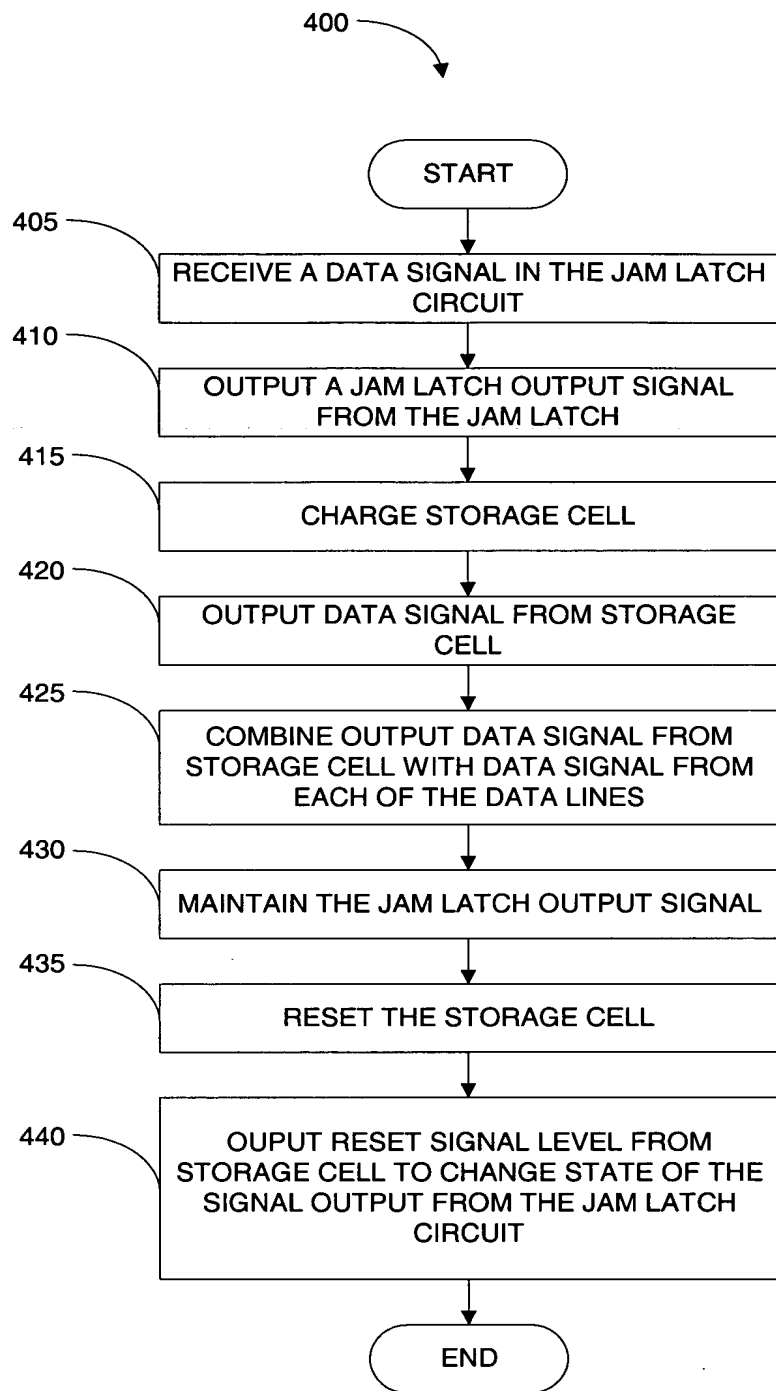 400
START
405
RECEIVE A DATA SIGNAL IN THE JAM LATCH
CIRCUIT
410
OUTPUT A JAM LATCH OUTPUT SIGNAL
FROM THE JAM LATCH
415
CHARGE STORAGE CELL
420
OUTPUT DATA SIGNAL FROM STORAGE
CELL
425
COMBINE OUTPUT DATA SIGNAL FROM
STORAGE CELL WITH DATA SIGNAL FROM
EACH OF THE DATA LINES
430
MAINTAIN THE JAM LATCH OUTPUT SIGNAL
435
RESET THE STORAGE CELL
440
OUPUT RESET SIGNAL LEVEL FROM
STORAGE CELL TO CHANGE STATE OF THE
SIGNAL OUTPUT FROM THE JAM LATCH
CIRCUIT
END